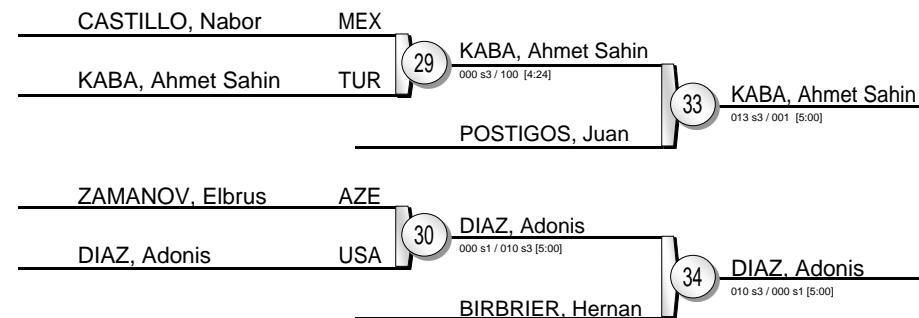 CASTILLO, Nabor MEX
KABA, Ahmet Sahin TUR
29
KABA, Ahmet Sahin
000 s3 / 100 [4:24]
POSTIGOS, Juan
33
KABA, Ahmet Sahin
013 s3 / 001 [5:00]
ZAMANOV, Elbrus AZE
DIAZ, Adonis USA
30
DIAZ, Adonis
000 s1 / 010 s3 [5:00]
BIRBRIER, Hernan
34
DIAZ, Adonis
010 s3 / 000 s1 [5:00]